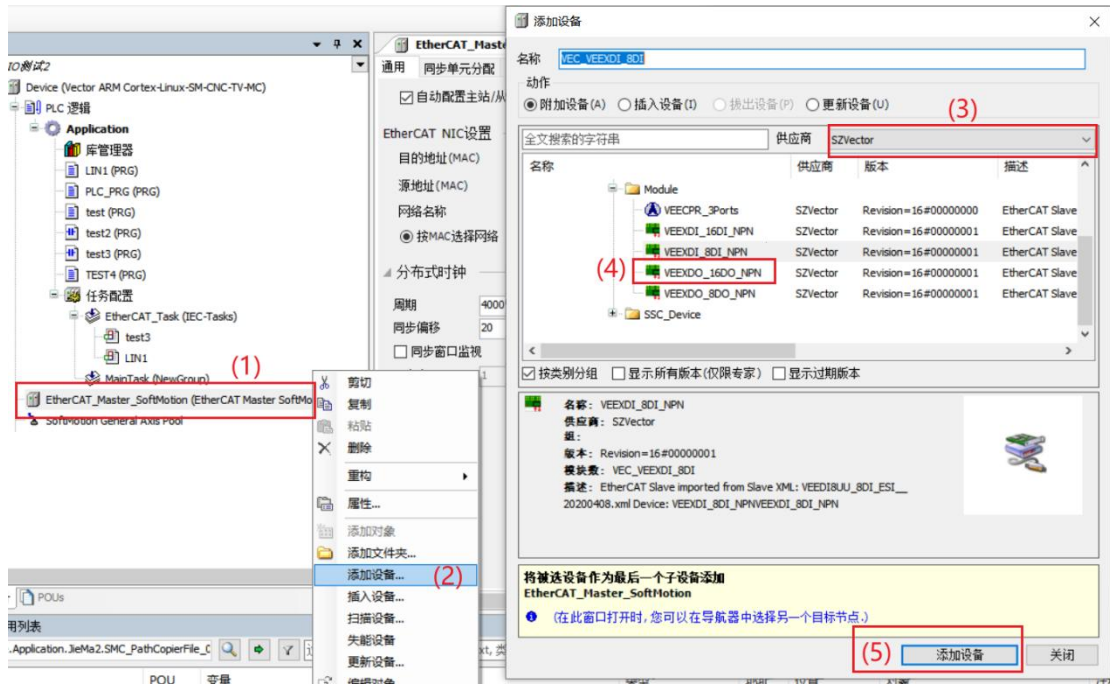 IO测试2
Device (Vector ARM Cortex-Linux-SM-CNC-TV-MC)
PLC 逻辑
Application
库管理器
LIN1 (PRG)
PLC_PRG (PRG)
test (PRG)
test2 (PRG)
test3 (PRG)
TEST4 (PRG)
任务配置
EtherCAT_Task (IEC-Tasks)
test3
LIN1
MainTask (NewGroup)
(1)
EtherCAT_Master_SoftMotion (EtherCAT Master SoftMo
SoftMotion General Axis Pool
POUs
用列表
.Application.JieMa2.SMC_PathCopierFile_0
POU 变量
EtherCAT_Maste
通用 同步单元分配
自动配置主站/从
EtherCAT NIC设置
目的地址(MAC)
源地址(MAC)
网络名称
按MAC选择网络
分布式时钟
周期 4000
同步偏移 20
同步窗口监视
剪切
复制
粘贴
删除
重构
属性...
添加对象
添加文件夹...
添加设备... (2)
插入设备...
扫描设备...
失能设备
更新设备...
编辑对象
添加设备
名称 VEC_VEEXDI_8DI
动作
附加设备(A) 插入设备(I) 拔出设备(P) 更新设备(U)
(3)
全文搜索的字符串 供应商 SZVector
名称 供应商 版本 描述
Module
VEECPR_3Ports SZVector Revision=16#00000000 EtherCAT Slave
VEEXDI_16DI_NPN SZVector Revision=16#00000001 EtherCAT Slave
VEEXDI_8DI_NPN SZVector Revision=16#00000001 EtherCAT Slave
(4) VEEXDO_16DO_NPN SZVector Revision=16#00000001 EtherCAT Slave
VEEXDO_8DO_NPN SZVector Revision=16#00000001 EtherCAT Slave
SSC_Device
按类别分组 显示所有版本(仅限专家) 显示过期版本
名称: VEEXDI_8DI_NPN
供应商: SZVector
组:
版本: Revision=16#00000001
模块数: VEC_VEEXDI_8DI
描述: EtherCAT Slave imported from Slave XML: VEEDI8UU_8DI_ESI__
20200408.xml Device: VEEXDI_8DI_NPNVEEXDI_8DI_NPN
将被选设备作为最后一个子设备添加
EtherCAT_Master_SoftMotion
(在此窗口打开时,您可以在导航器中选择另一个目标节点.)
(5) 添加设备 关闭